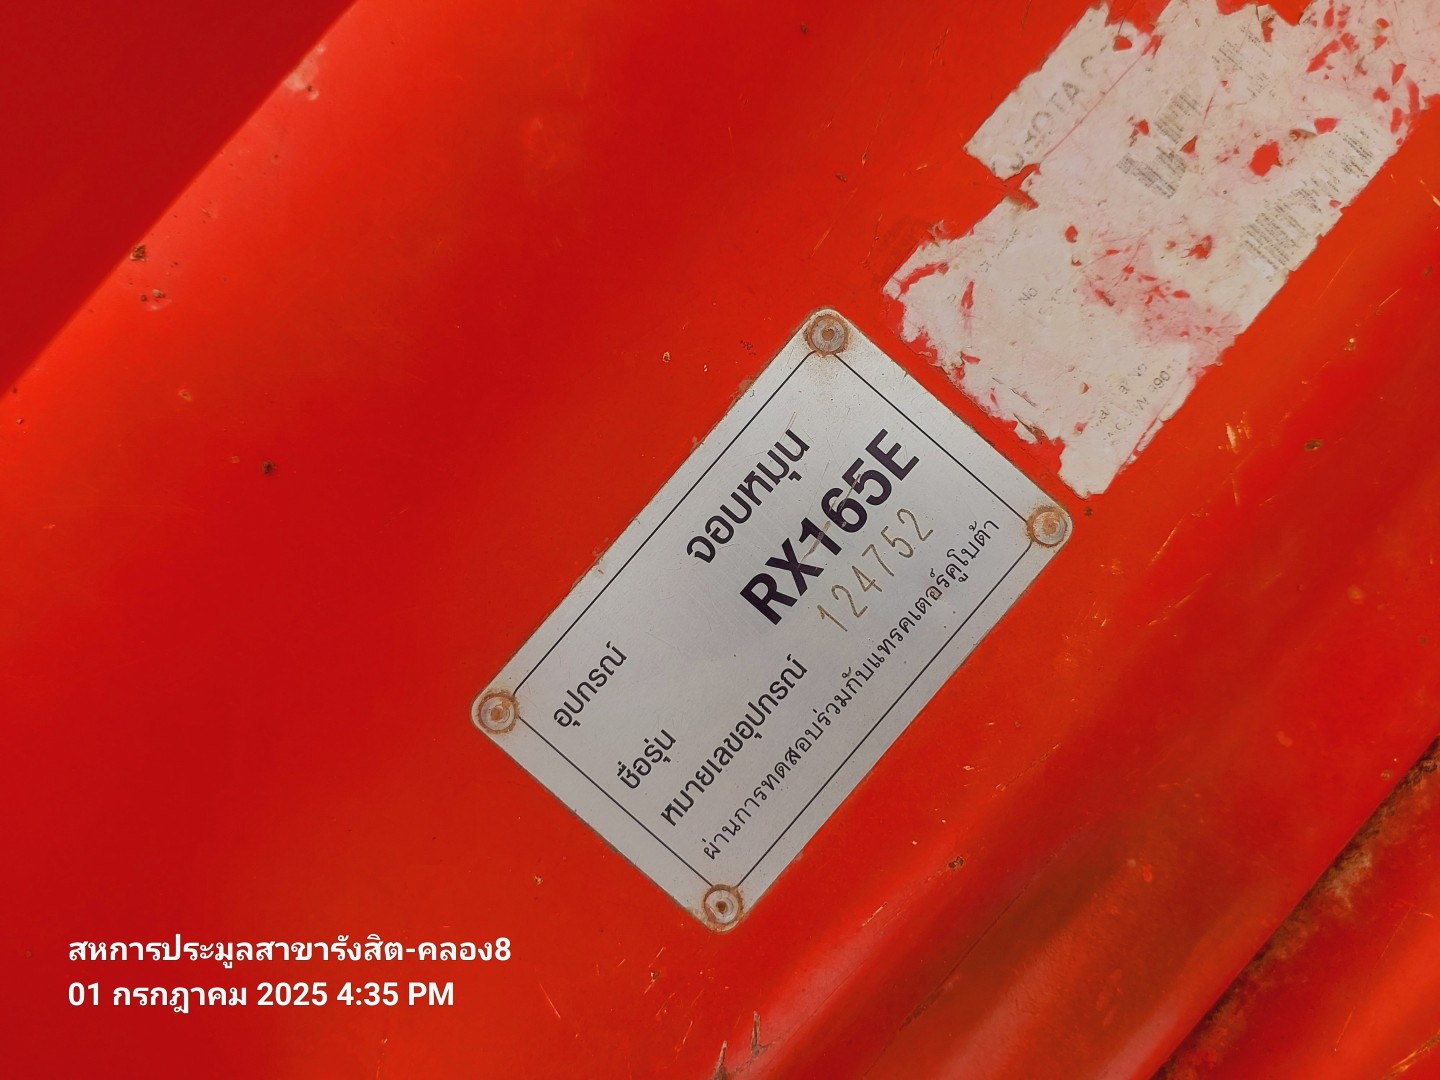 อุปกรณ์ จอบหมุน
ชื่อรุ่น RX165E
หมายเลขอุปกรณ์ 124752
ผ่านการทดสอบร่วมกับแทรคเตอร์คูโบต้า
No
สหการประมูลสาขารังสิต-คลอง8
01 กรกฎาคม 2025 4:35 PM